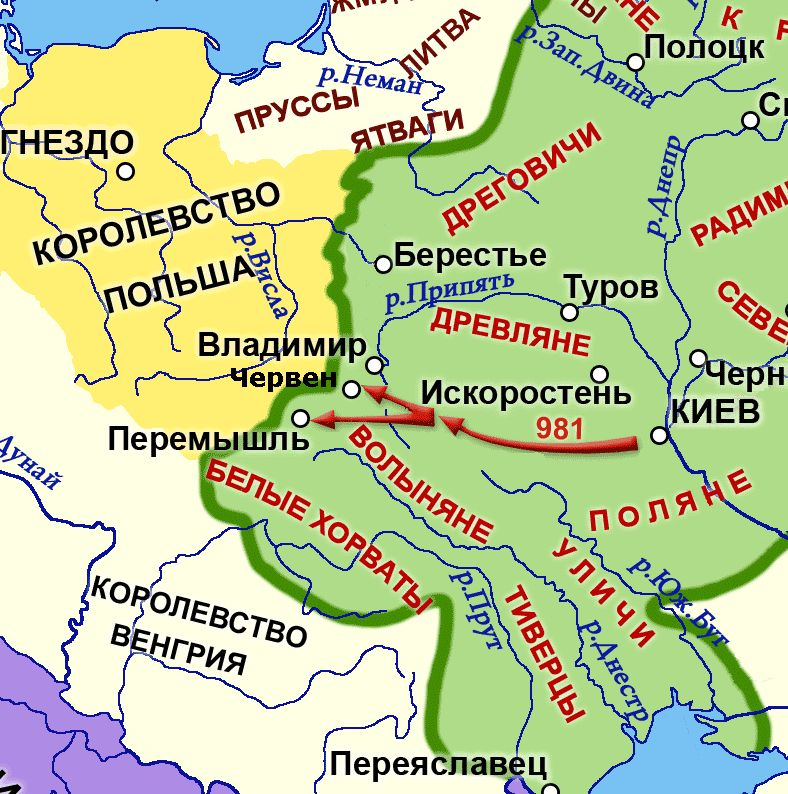 ЛИТВА
р.Неман
ПРУССЫ
ЯТВАГИ
р.Зап.Двина
Полоцк
ГНЕЗДО
КОРОЛЕВСТВО
ПОЛЬША
р.Висла
ДРЕГОВИЧИ
р.Днепр
Берестье
р.Припять
Туров
ДРЕВЛЯНЕ
Владимир
Червен
Искоростень
КИЕВ
981
Перемышль
ВОЛЫНЯНЕ
БЕЛЫЕ ХОРВАТЫ
ПОЛЯНЕ
Дунай
УЛИЧИ
р.Юж.Буг
КОРОЛЕВСТВО
ВЕНГРИЯ
р.Прут
ТИВЕРЦЫ
р.Днестр
Переяславец